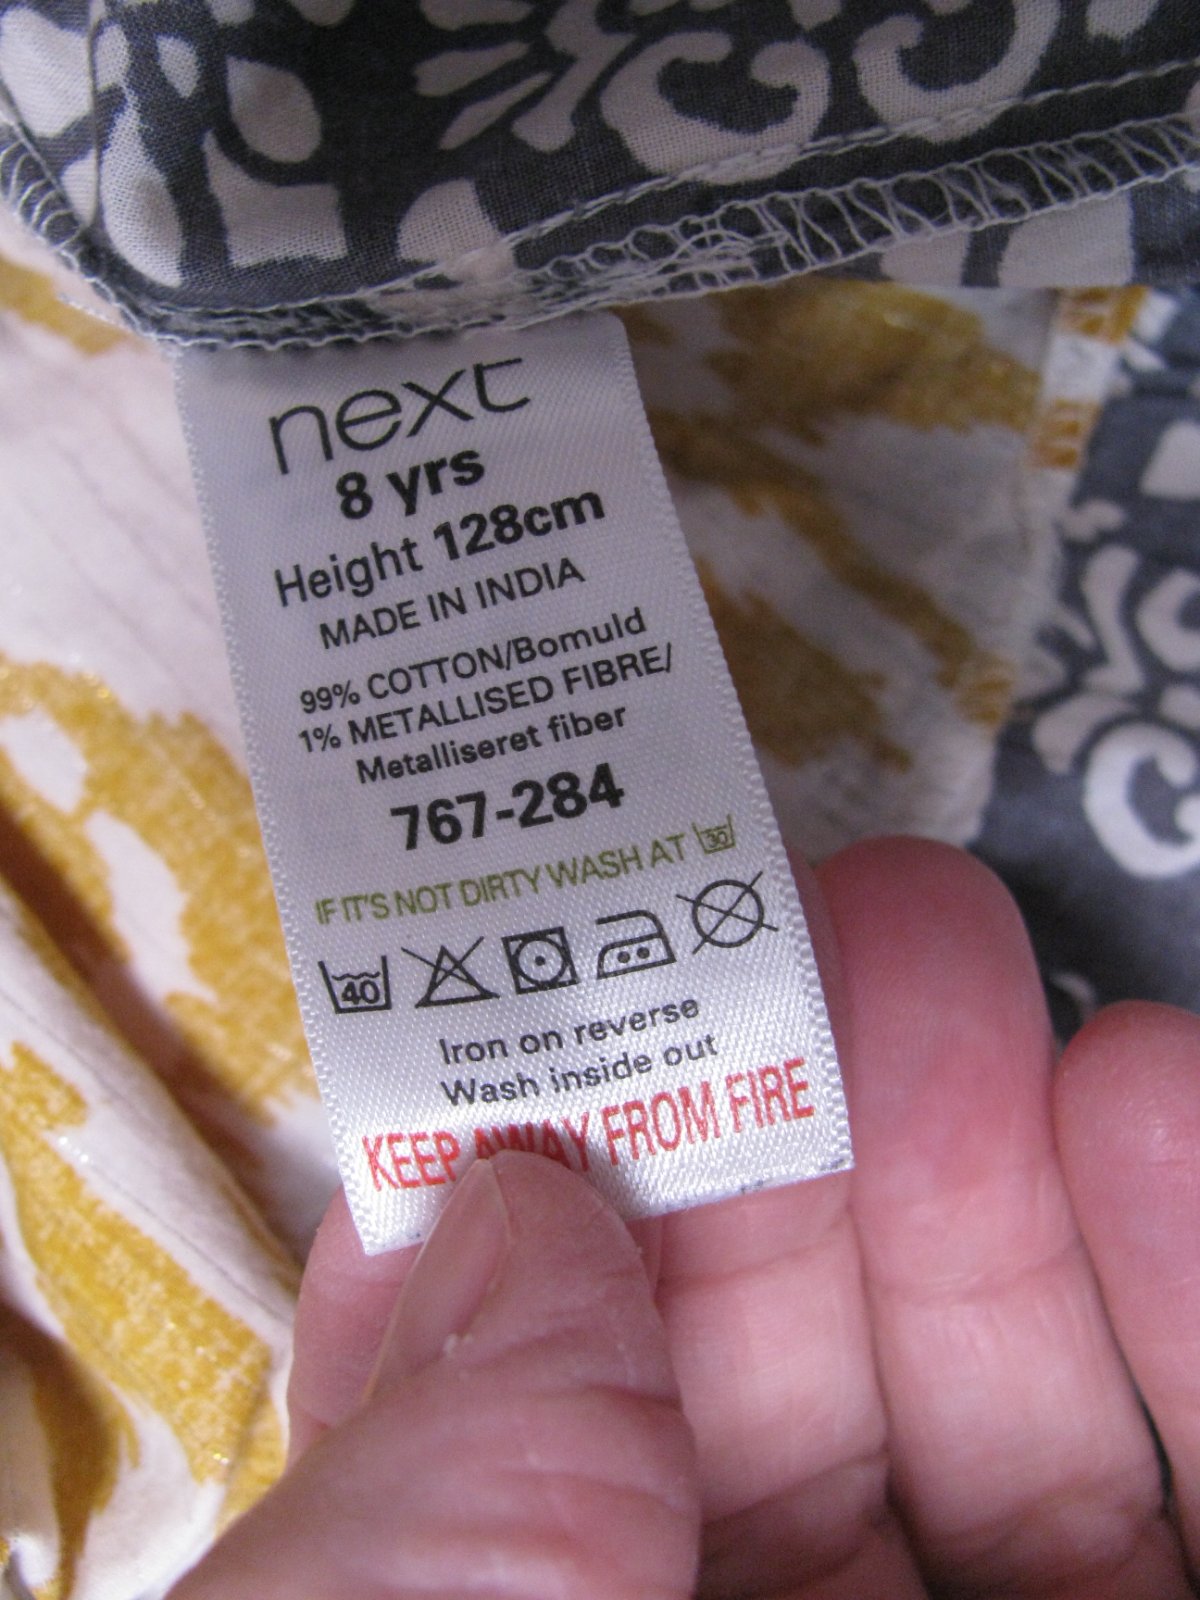 next
8 yrs
Height 128cm
MADE IN INDIA
99% COTTON/Bomuld
1% METALLISED FIBRE/
Metalliseret fiber
767-284
IF IT'S NOT DIRTY WASH AT 30
40
Iron on reverse
Wash inside out
KEEP AWAY FROM FIRE